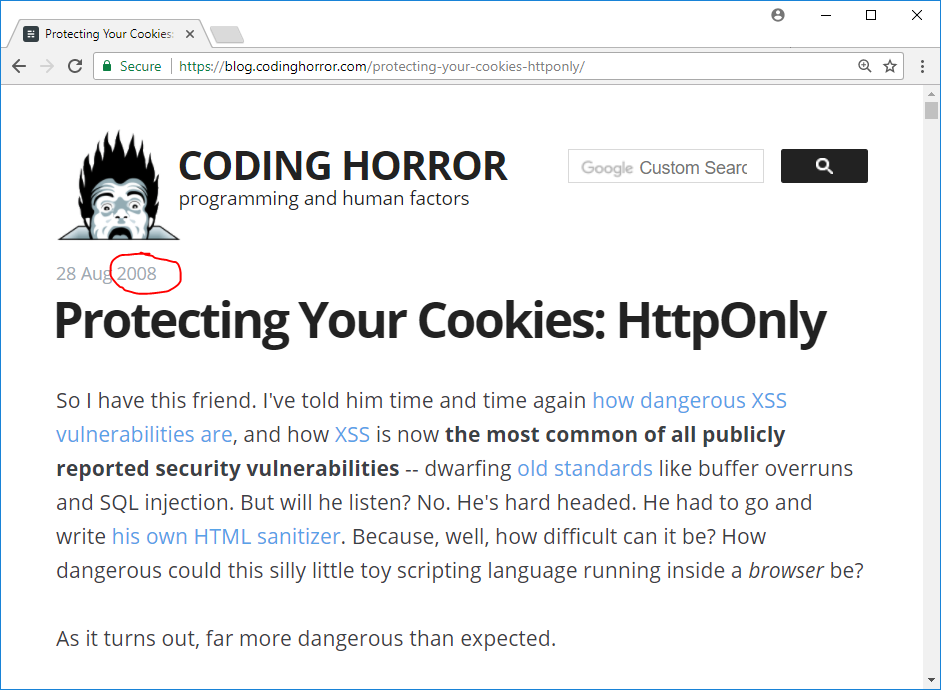 Protecting Your Cookies:
Secure https://blog.codinghorror.com/protecting-your-cookies-httponly/
CODING HORROR
Google Custom Searc
programming and human factors
28 Aug 2008
Protecting Your Cookies: HttpOnly
So I have this friend. I've told him time and time again how dangerous XSS
vulnerabilities are, and how XSS is now the most common of all publicly
reported security vulnerabilities -- dwarfing old standards like buffer overruns
and SQL injection. But will he listen? No. He's hard headed. He had to go and
write his own HTML sanitizer. Because, well, how difficult can it be? How
dangerous could this silly little toy scripting language running inside a browser be?
As it turns out, far more dangerous than expected.